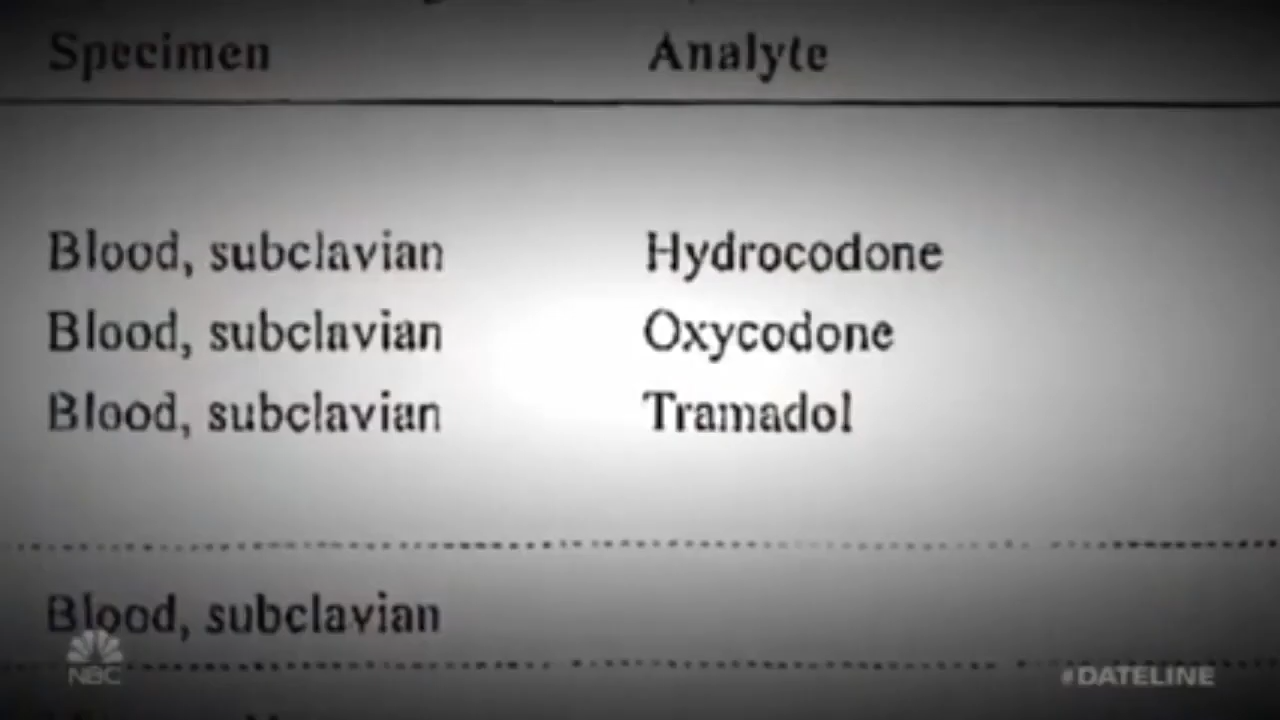 Specimen Analyte
Blood, subclavian Hydrocodone
Blood, subclavian Oxycodone
Blood, subclavian Tramadol
Blood, subclavian
NBC
#DATELINE